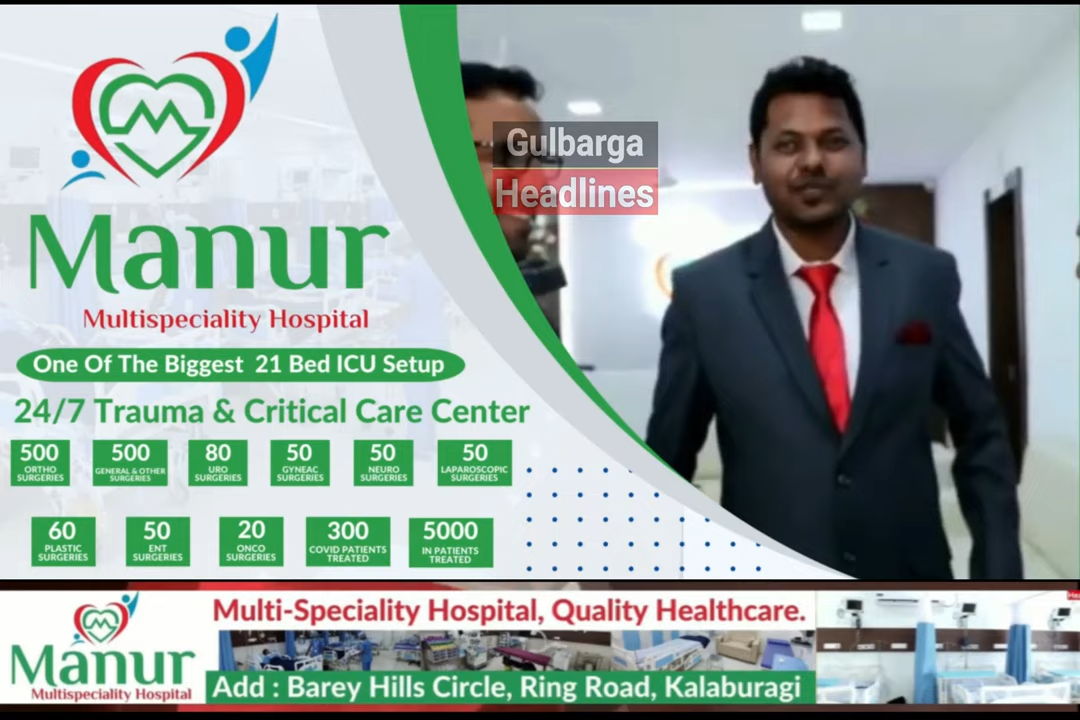 Manur
Multispeciality Hospital
One Of The Biggest 21 Bed ICU Setup
24/7 Trauma & Critical Care Center
500
ORTHO
SURGERIES
500
GENERAL & OTHER
SURGERIES
80
URO
SURGERIES
50
GYNEAC
SURGERIES
50
NEURO
SURGERIES
50
LAPAROSCOPIC
SURGERIES
60
PLASTIC
SURGERIES
50
ENT
SURGERIES
20
ONCO
SURGERIES
300
COVID PATIENTS
TREATED
5000
IN PATIENTS
TREATED
Gulbarga
Headlines
Manur
Multispeciality Hospital
Multi-Speciality Hospital, Quality Healthcare.
Add : Barey Hills Circle, Ring Road, Kalaburagi